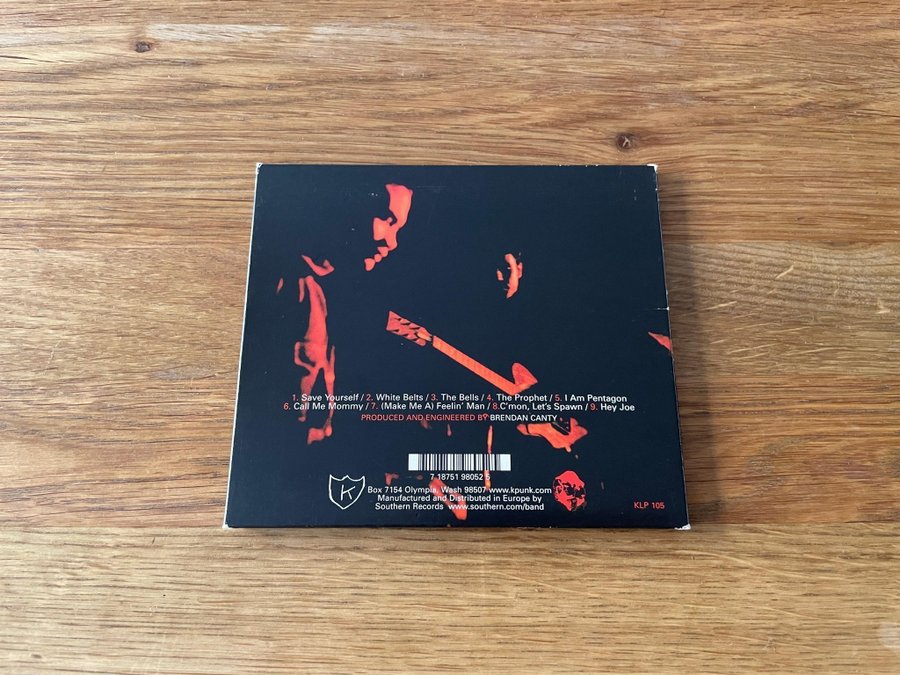 1. Save Yourself / 2. White Belts / 3. The Bells / 4. The Prophet / 5. I Am Pentagon
6. Call Me Mommy / 7. (Make Me A) Feelin' Man / 8.C'mon, Let's Spawn / 9. Hey Joe
PRODUCED AND ENGINEERED BY BRENDAN CANTY
7 18751 98052 5
K
Box 7154 Olympia, Wash 98507 www.kpunk.com
Manufactured and Distributed in Europe by
Southern Records www.southern.com/band
KLP 105